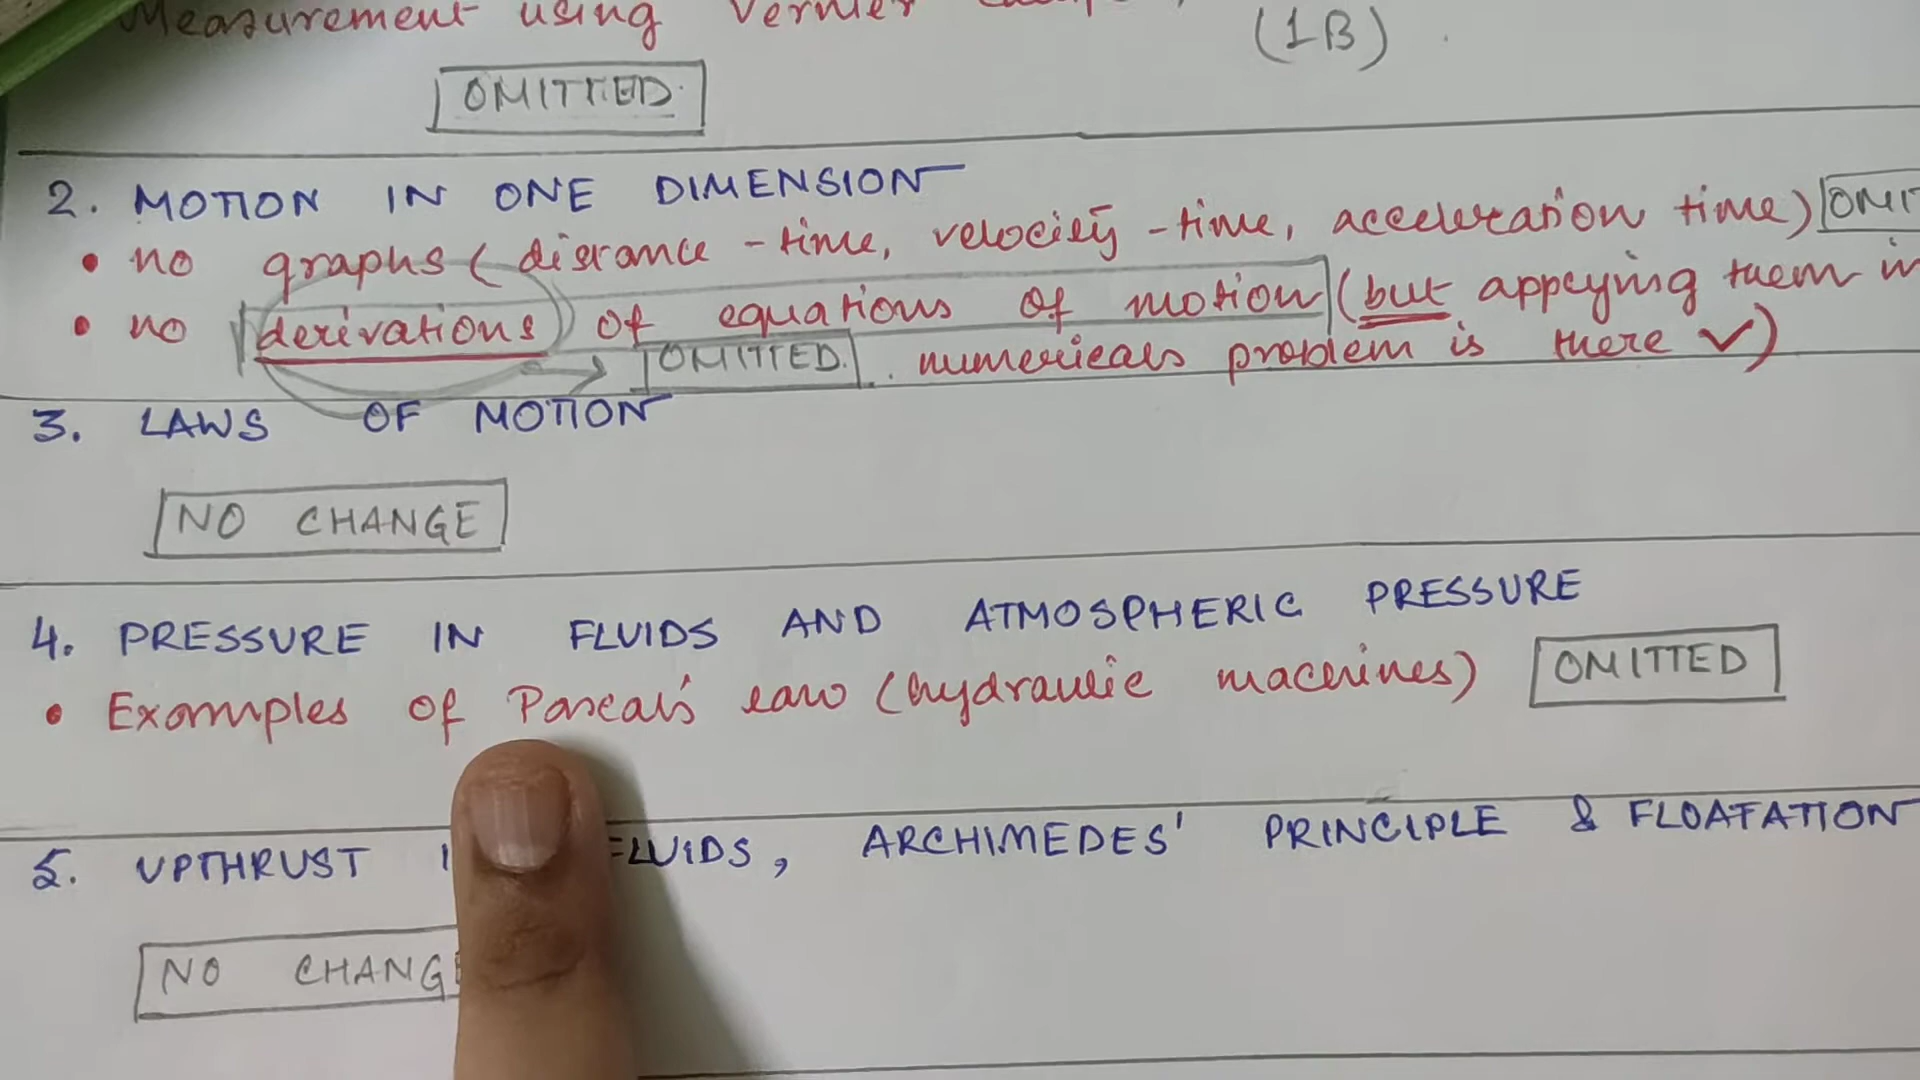 Measurement using Vernier
(1B)
OMITTED.
2. MOTION IN ONE DIMENSION
• no graphs (distance - time, velocity - time, acceleration time) OMIT
• no derivations of equations of motion (but applying them in
OMITTED. numericals problem is there ✓)
3. LAWS OF MOTION
NO CHANGE
4. PRESSURE IN FLUIDS AND ATMOSPHERIC PRESSURE
• Examples of Pascal's law (hydraulic machines) OMITTED
5. UPTHRUST FLUIDS, ARCHIMEDES' PRINCIPLE & FLOATATION
NO CHANGE